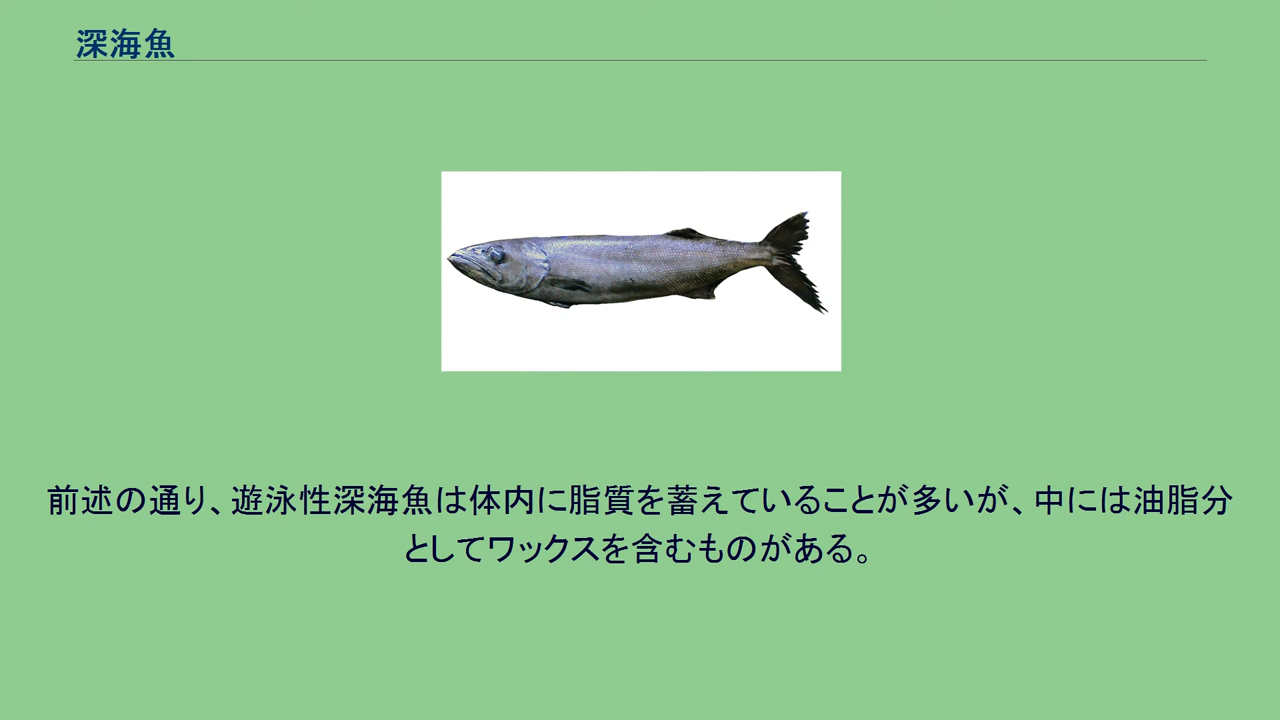 深海魚
前述の通り、遊泳性深海魚は体内に脂質を蓄えていることが多いが、中には油脂分
としてワックスを含むものがある。